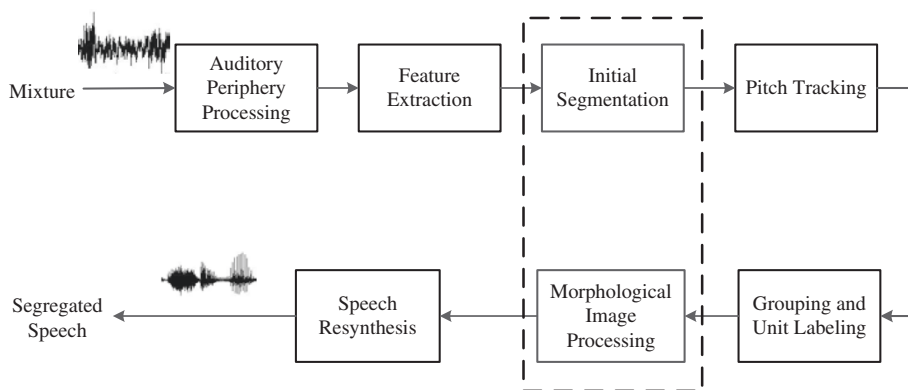 Mixture
Auditory
Periphery
Processing
Feature
Extraction
Initial
Segmentation
Pitch Tracking
Segregated
Speech
Speech
Resynthesis
Morphological
Image
Processing
Grouping and
Unit Labeling